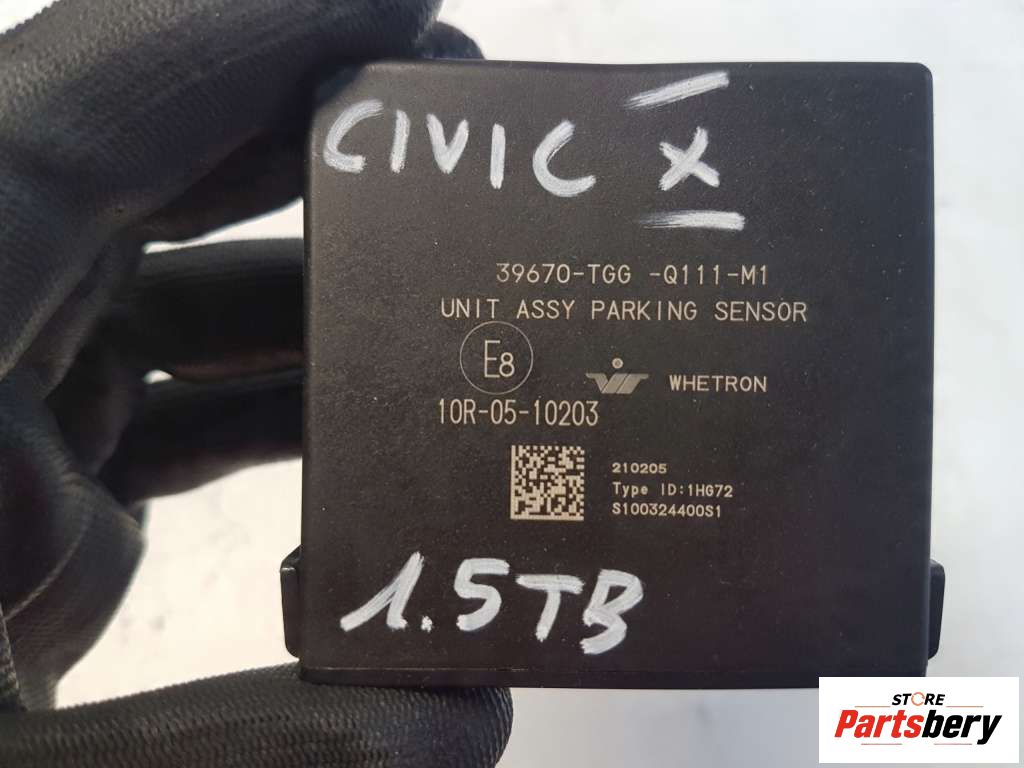 CIVIC X
39670-TGG -Q111-M1
UNIT ASSY PARKING SENSOR
E8
WHETRON
10R-05-10203
210205
Type ID:1HG72
S100324400S1
1.5TB
STORE
Partsbery